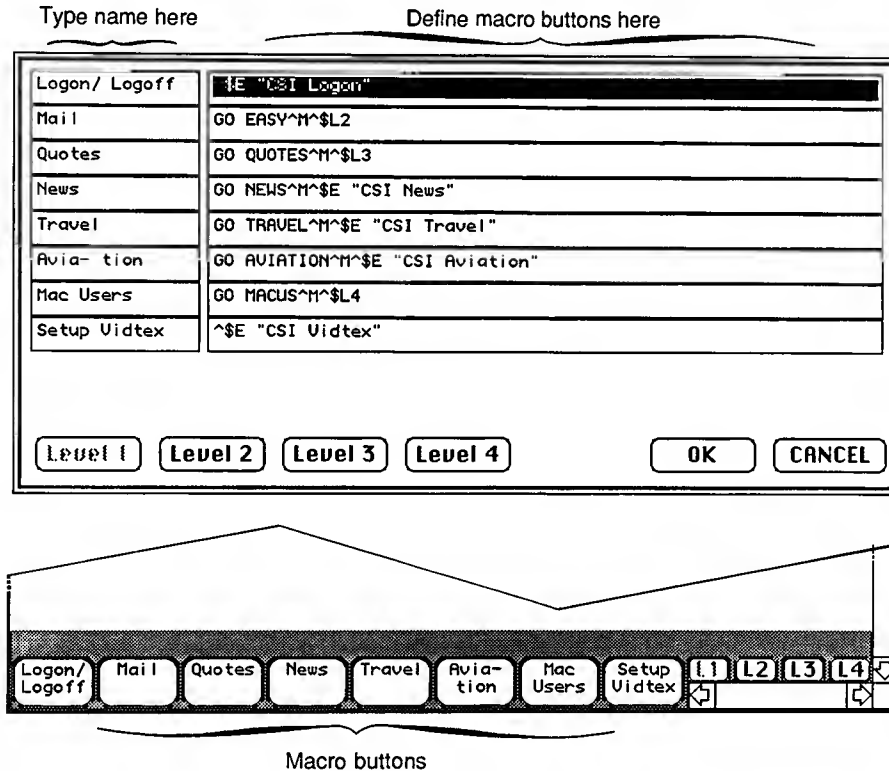 Type name here
Define macro buttons here
Logon/ Logoff
^$E "CSI Logon"
Mail
GO EASY^M^$L2
Quotes
GO QUOTES^M^$L3
News
GO NEWS^M^$E "CSI News"
Travel
GO TRAVEL^M^$E "CSI Travel"
Avia- tion
GO AVIATION^M^$E "CSI Aviation"
Mac Users
GO MACUS^M^$L4
Setup Vidtex
^$E "CSI Vidtex"
Level 1 Level 2 Level 3 Level 4 OK CANCEL
Logon/ Logoff
Mail
Quotes
News
Travel
Avia- tion
Mac Users
Setup Vidtex
L1 L2 L3 L4
Macro buttons